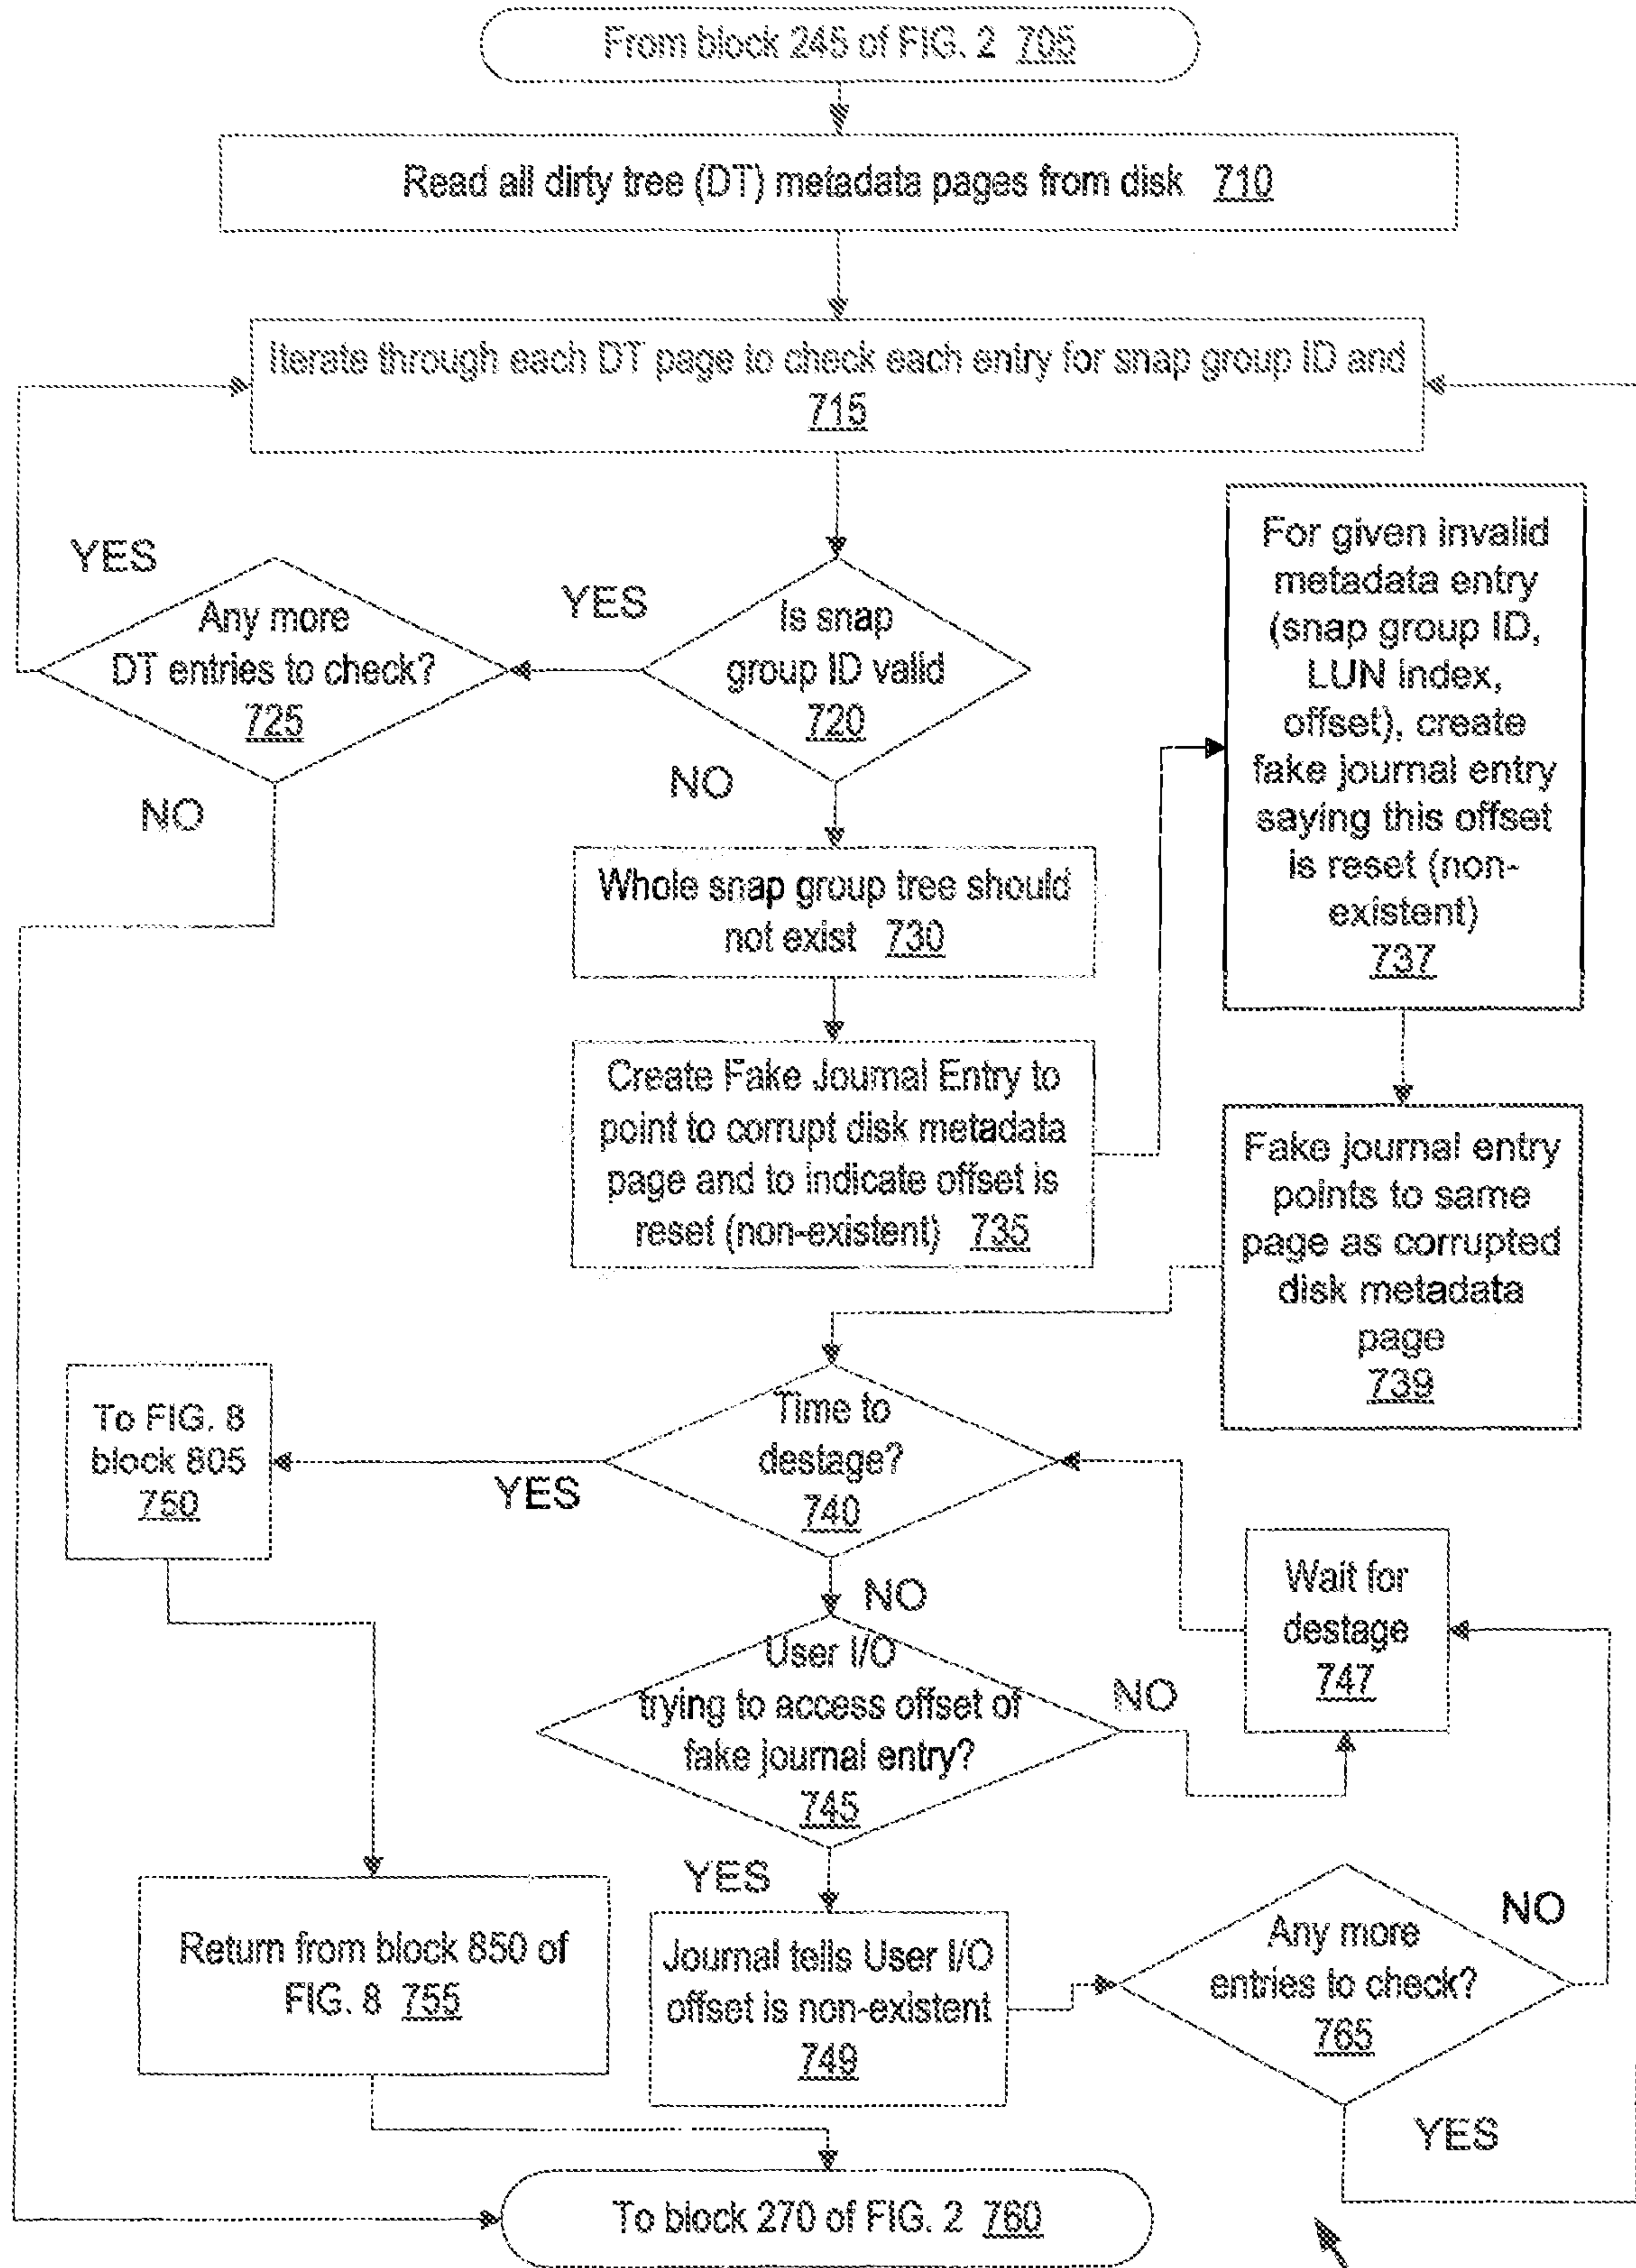 From block 245 of FIG. 2 705
Read all dirty tree (DT) metadata pages from disk 710
Iterate through each DT page to check each entry for snap group ID and
715
YES
Any more
DT entries to check?
725
NO
YES
Is snap
group ID valid
720
NO
For given invalid
metadata entry
(snap group ID,
LUN index,
offset), create
fake journal entry
saying this offset
is reset (non-
existent)
737
Whole snap group tree should
not exist 730
Create Fake Journal Entry to
point to corrupt disk metadata
page and to indicate offset is
reset (non-existent) 735
Fake journal entry
points to same
page as corrupted
disk metadata
page
739
To FIG. 8
block 805
750
YES
Time to
destage?
740
NO
Wait for
destage
747
User I/O
trying to access offset of
fake journal entry?
745
NO
YES
Return from block 850 of
FIG. 8 755
Journal tells User I/O
offset is non-existent
749
Any more
entries to check?
765
NO
YES
To block 270 of FIG. 2 760